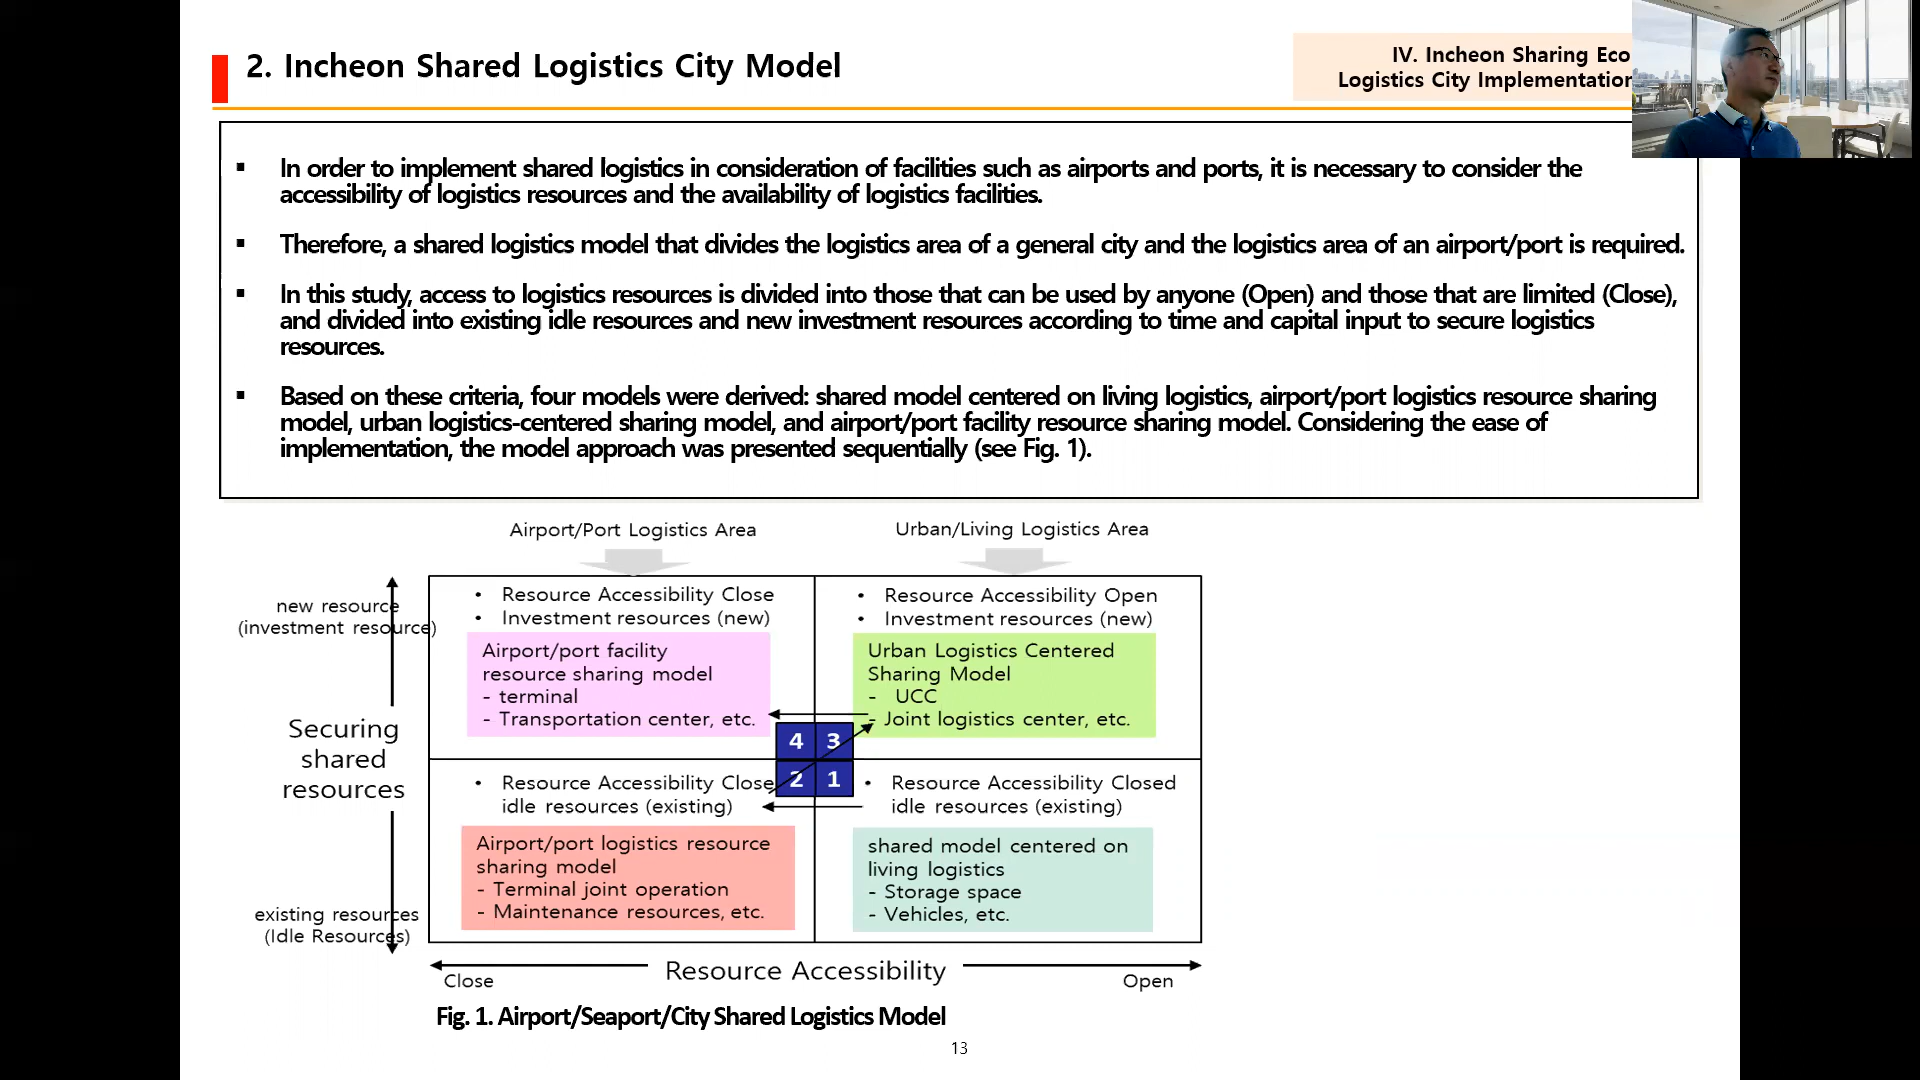 2. Incheon Shared Logistics City Model
IV. Incheon Sharing Eco
Logistics City Implementation
▪ In order to implement shared logistics in consideration of facilities such as airports and ports, it is necessary to consider the
accessibility of logistics resources and the availability of logistics facilities.
▪ Therefore, a shared logistics model that divides the logistics area of a general city and the logistics area of an airport/port is required.
▪ In this study, access to logistics resources is divided into those that can be used by anyone (Open) and those that are limited (Close),
and divided into existing idle resources and new investment resources according to time and capital input to secure logistics
resources.
▪ Based on these criteria, four models were derived: shared model centered on living logistics, airport/port logistics resource sharing
model, urban logistics-centered sharing model, and airport/port facility resource sharing model. Considering the ease of
implementation, the model approach was presented sequentially (see Fig. 1).
Airport/Port Logistics Area
Urban/Living Logistics Area
new resource
(investment resource)
Securing
shared
resources
existing resources
(Idle Resources)
• Resource Accessibility Close
• Investment resources (new)
Airport/port facility
resource sharing model
- terminal
- Transportation center, etc.
• Resource Accessibility Open
• Investment resources (new)
Urban Logistics Centered
Sharing Model
- UCC
- Joint logistics center, etc.
4 3
2 1
• Resource Accessibility Close
idle resources (existing)
Airport/port logistics resource
sharing model
- Terminal joint operation
- Maintenance resources, etc.
• Resource Accessibility Closed
idle resources (existing)
shared model centered on
living logistics
- Storage space
- Vehicles, etc.
Close
Resource Accessibility
Open
Fig. 1. Airport/Seaport/City Shared Logistics Model
13